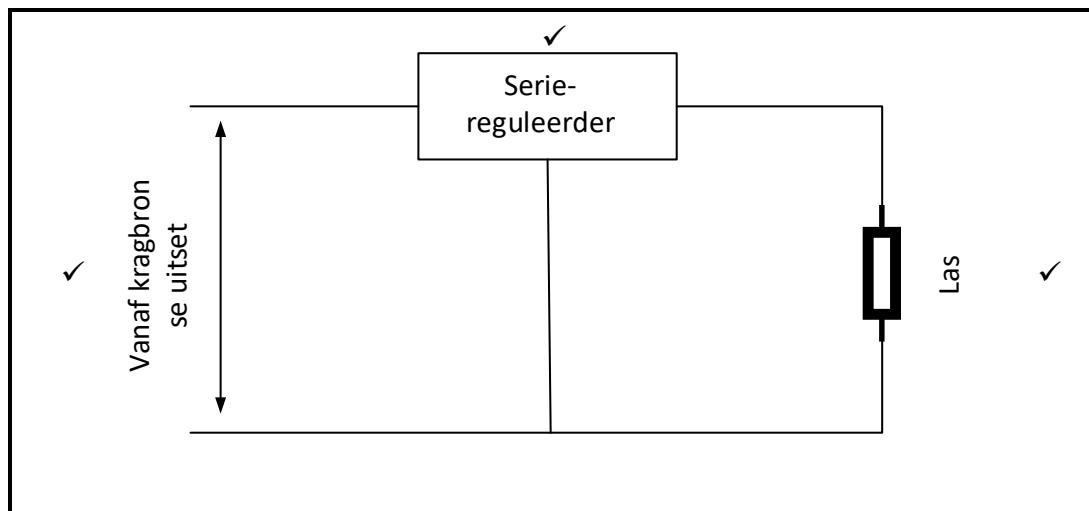 ✓
Serie-
reguleerder
Vanaf kragbron
se uitset
✓
Las
✓